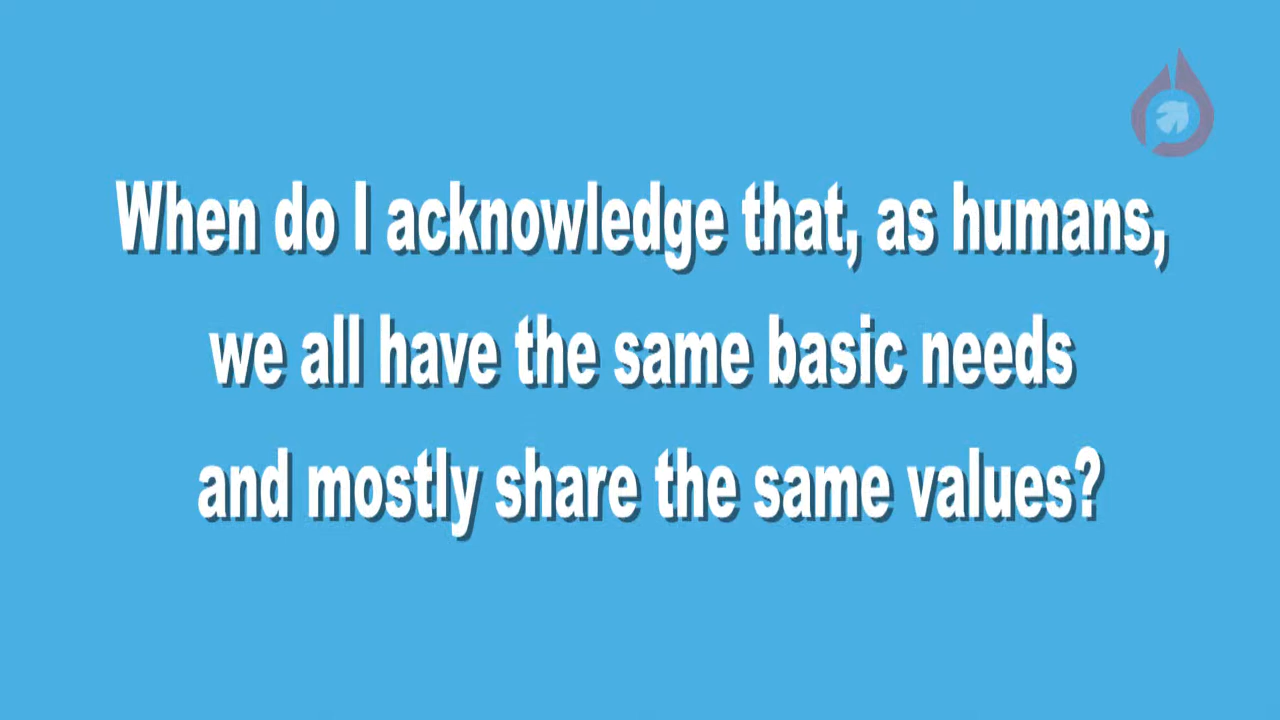 When do I acknowledge that, as humans,
we all have the same basic needs
and mostly share the same values?